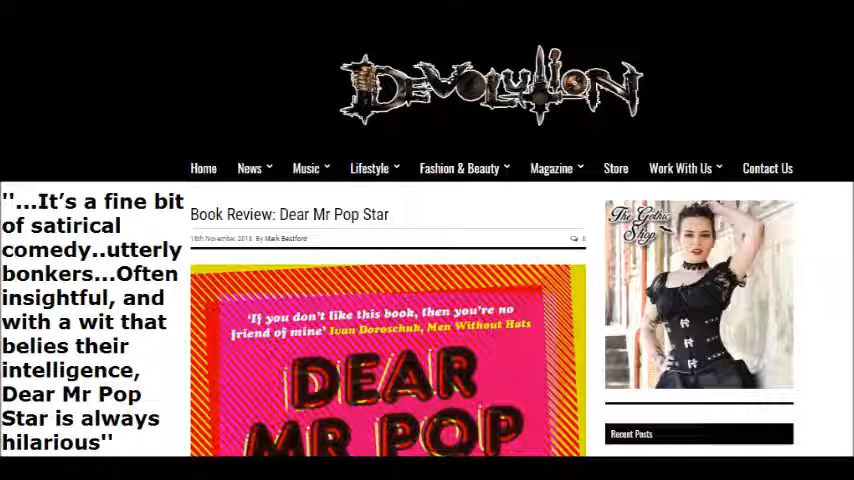 DEVOLUTION
Home News Music Lifestyle Fashion & Beauty Magazine Store Work With Us Contact Us
"...It's a fine bit
of satirical
comedy..utterly
bonkers...Often
insightful, and
with a wit that
belies their
intelligence,
Dear Mr Pop
Star is always
hilarious"
Book Review: Dear Mr Pop Star
18th November 2018 By Mark Bestford
'If you don't like this book, then you're no
friend of mine' Ivan Doroschuk, Men Without Hats
DEAR
MR POP
The Gothic
Shop
Recent Posts